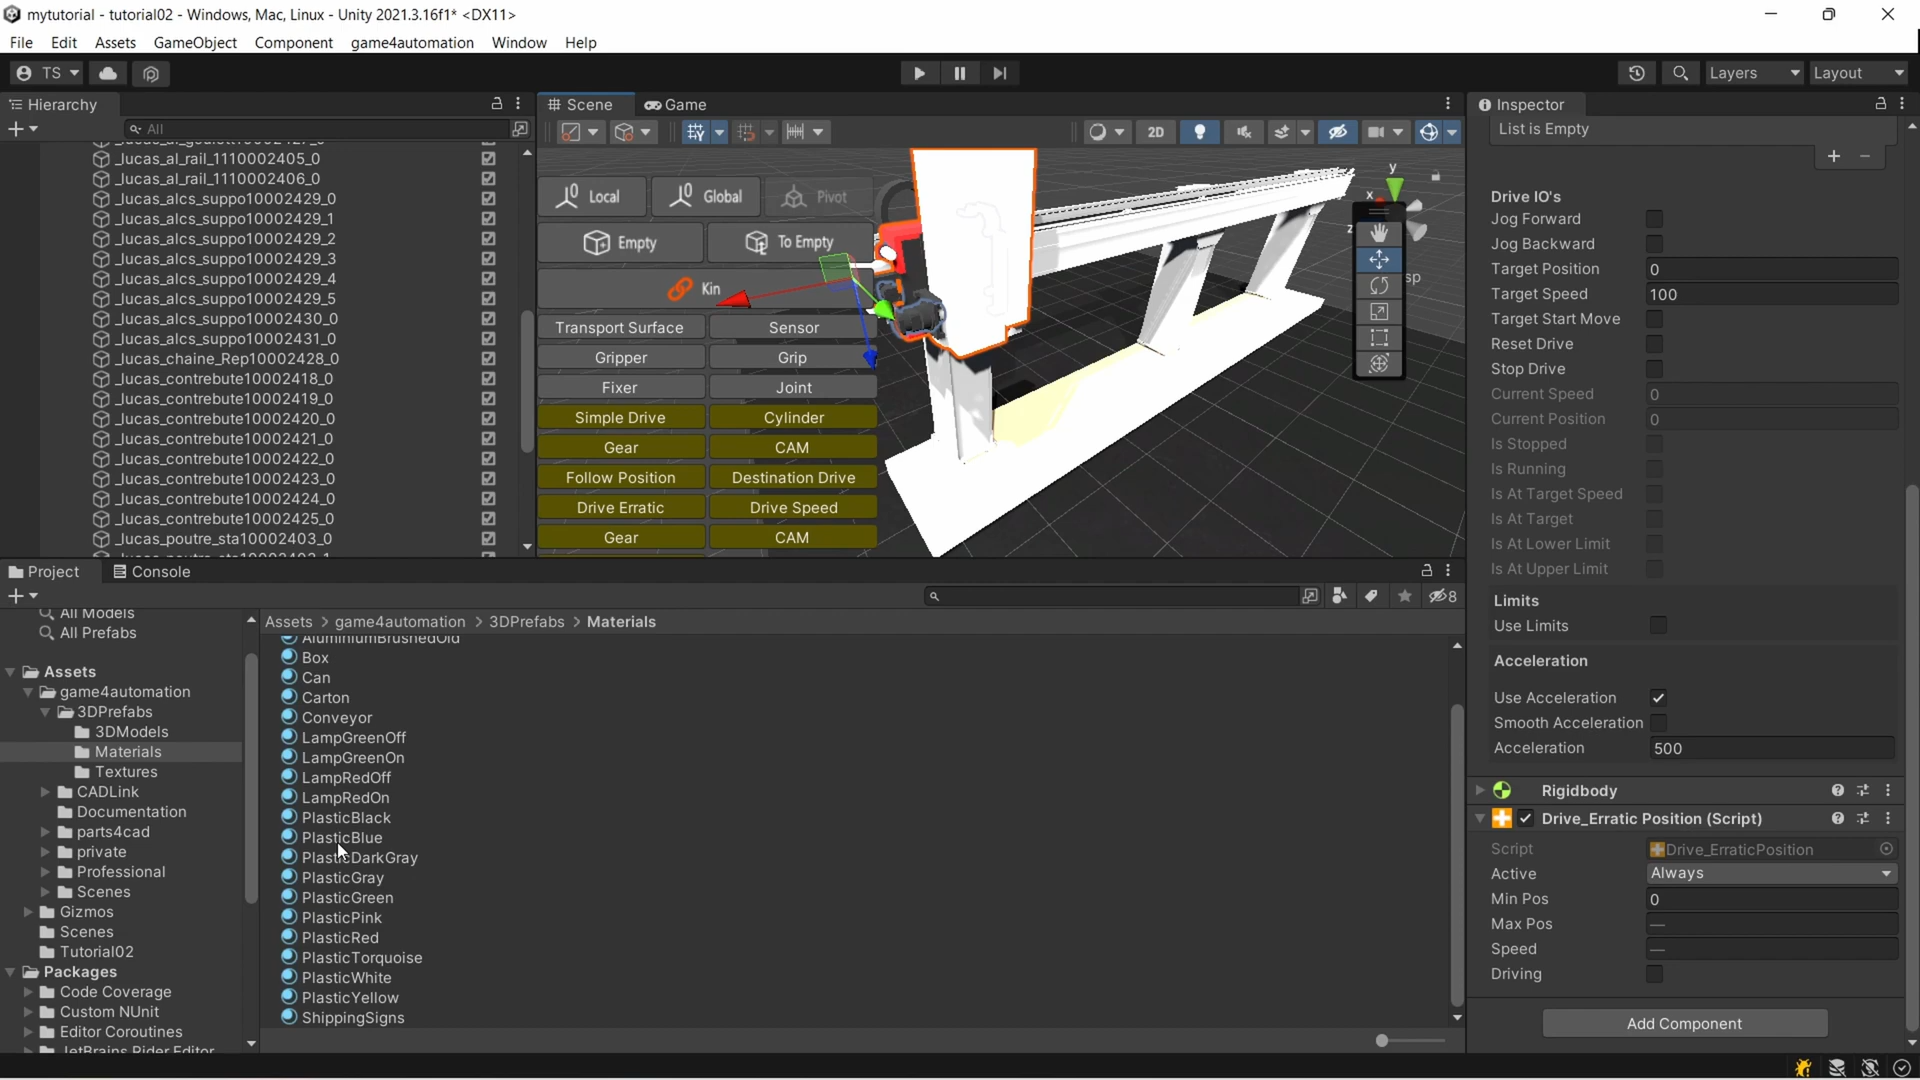 mytutorial - tutorial02 - Windows, Mac, Linux - Unity 2021.3.16f1* <DX11>
File Edit Assets GameObject Component game4automation Window Help
TS Layers Layout
Hierarchy
All
_lucas_al_rail_1110002405_0
_lucas_al_rail_1110002406_0
_lucas_alcs_suppo10002429_0
_lucas_alcs_suppo10002429_1
_lucas_alcs_suppo10002429_2
_lucas_alcs_suppo10002429_3
_lucas_alcs_suppo10002429_4
_lucas_alcs_suppo10002429_5
_lucas_alcs_suppo10002430_0
_lucas_alcs_suppo10002431_0
_lucas_chaine_Rep10002428_0
_lucas_contrebute10002418_0
_lucas_contrebute10002419_0
_lucas_contrebute10002420_0
_lucas_contrebute10002421_0
_lucas_contrebute10002422_0
_lucas_contrebute10002423_0
_lucas_contrebute10002424_0
_lucas_contrebute10002425_0
_lucas_poutre_sta10002403_0
Scene Game
2D
Local Global Pivot
Empty To Empty
Kin
Transport Surface Sensor
Gripper Grip
Fixer Joint
Simple Drive Cylinder
Gear CAM
Follow Position Destination Drive
Drive Erratic Drive Speed
Gear CAM
y
x
z
sp
Project Console
8
All Models
All Prefabs
Assets
game4automation
3DPrefabs
3DModels
Materials
Textures
CADLink
Documentation
parts4cad
private
Professional
Scenes
Gizmos
Scenes
Tutorial02
Packages
Code Coverage
Custom NUnit
Editor Coroutines
JetBrains Rider Editor
Assets > game4automation > 3DPrefabs > Materials
AluminiumBrushedOld
Box
Can
Carton
Conveyor
LampGreenOff
LampGreenOn
LampRedOff
LampRedOn
PlasticBlack
PlasticBlue
PlasticDarkGray
PlasticGray
PlasticGreen
PlasticPink
PlasticRed
PlasticTorquoise
PlasticWhite
PlasticYellow
ShippingSigns
Inspector
List is Empty
Drive IO's
Jog Forward
Jog Backward
Target Position 0
Target Speed 100
Target Start Move
Reset Drive
Stop Drive
Current Speed 0
Current Position 0
Is Stopped
Is Running
Is At Target Speed
Is At Target
Is At Lower Limit
Is At Upper Limit
Limits
Use Limits
Acceleration
Use Acceleration
Smooth Acceleration
Acceleration 500
Rigidbody
Drive_Erratic Position (Script)
Script Drive_ErraticPosition
Active Always
Min Pos 0
Max Pos —
Speed —
Driving
Add Component